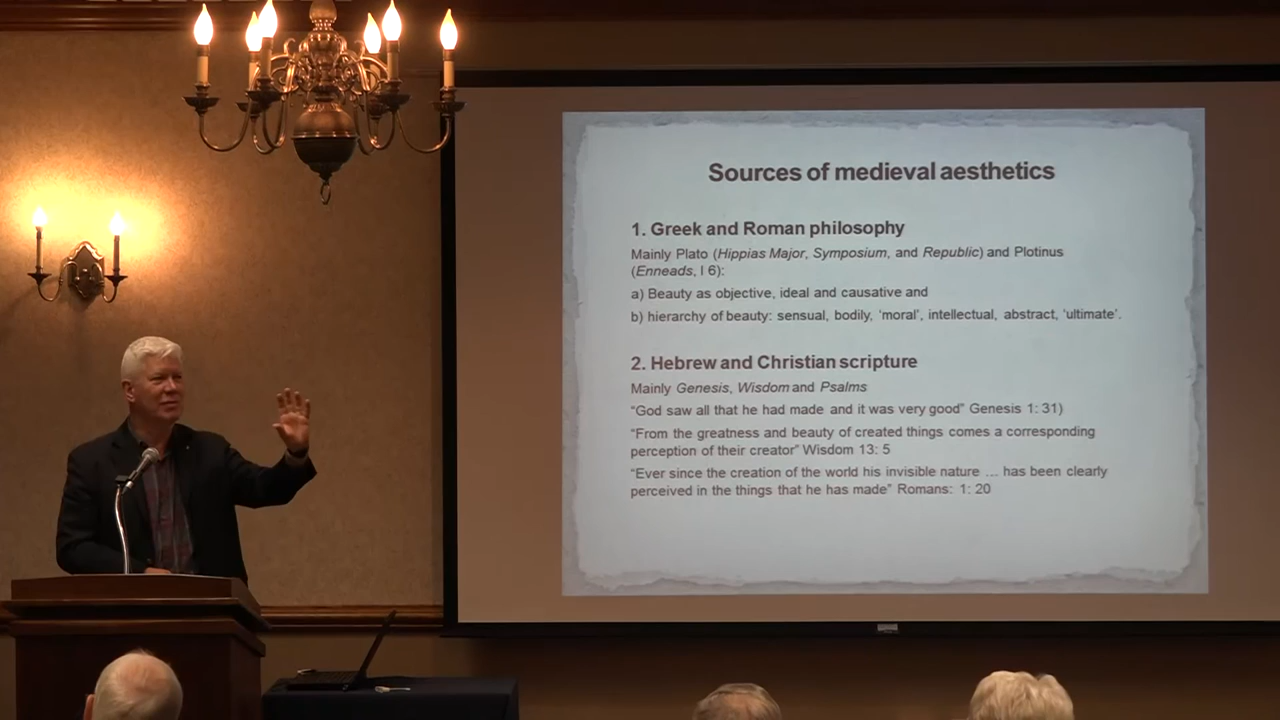 Sources of medieval aesthetics
1. Greek and Roman philosophy
Mainly Plato (Hippias Major, Symposium, and Republic) and Plotinus
(Enneads, I 6):
a) Beauty as objective, ideal and causative and
b) hierarchy of beauty: sensual, bodily, ‘moral’, intellectual, abstract, ‘ultimate’.
2. Hebrew and Christian scripture
Mainly Genesis, Wisdom and Psalms
“God saw all that he had made and it was very good” Genesis 1: 31)
“From the greatness and beauty of created things comes a corresponding
perception of their creator” Wisdom 13: 5
“Ever since the creation of the world his invisible nature … has been clearly
perceived in the things that he has made” Romans: 1: 20